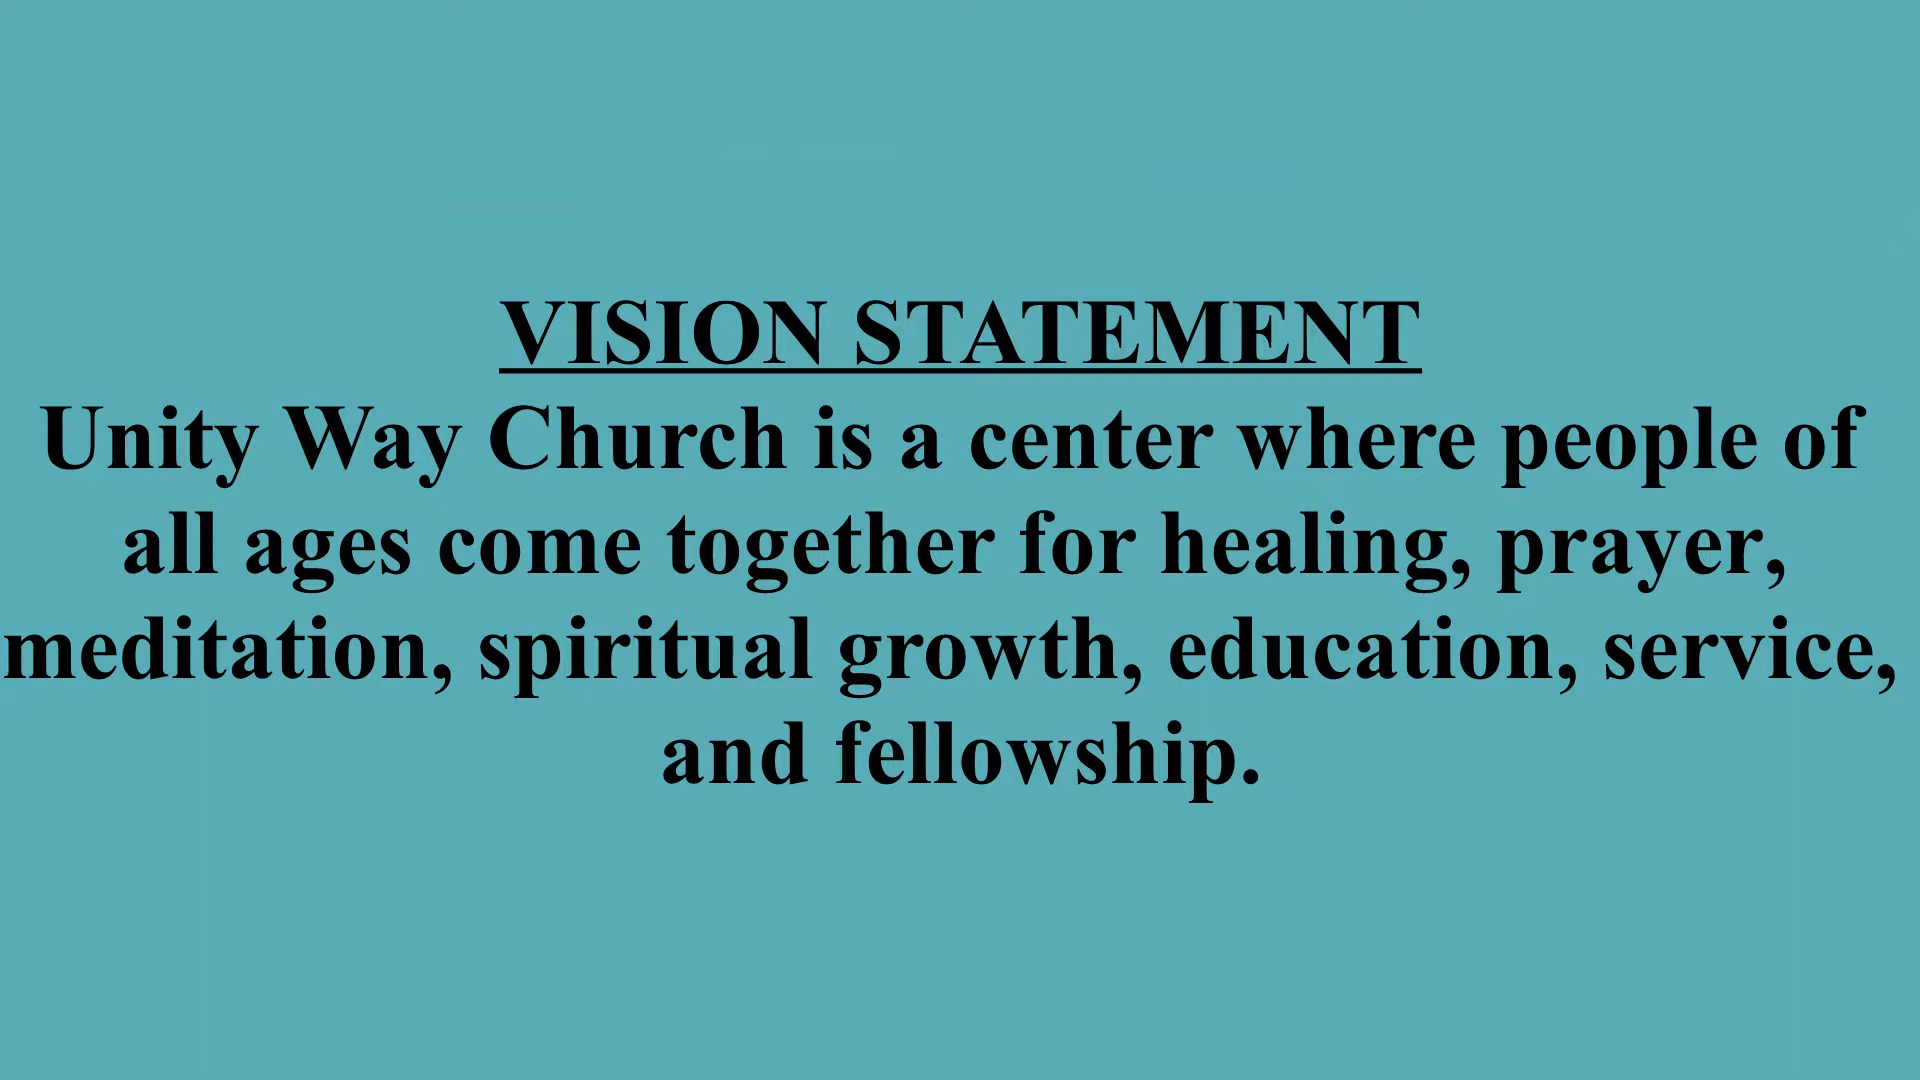 VISION STATEMENT
Unity Way Church is a center where people of
all ages come together for healing, prayer,
meditation, spiritual growth, education, service,
and fellowship.